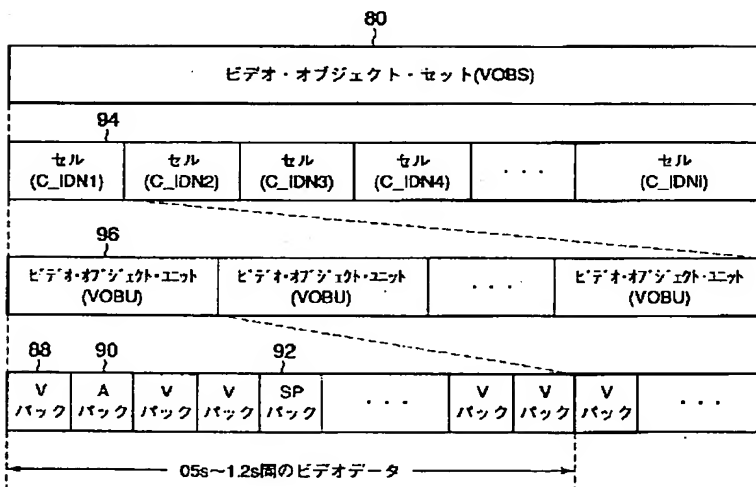 80
ビデオ・オブジェクト・セット(VOBS)
94
セル セル セル セル セル
(C_IDN1) (C_IDN2) (C_IDN3) (C_IDN4) ・・・ (C_IDNi)
96
ビデオ・オブジェクト・ユニット ビデオ・オブジェクト・ユニット ビデオ・オブジェクト・ユニット
(VOBU) (VOBU) ・・・ (VOBU)
88 90 92
V A V V SP V V V
パック パック パック パック パック ・・・ パック パック パック ・・・
05s~1.2s間のビデオデータ